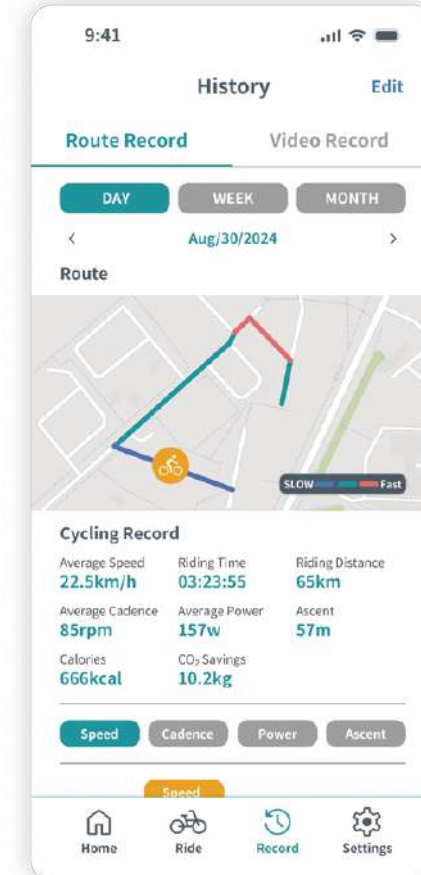 9:41
History Edit
Route Record Video Record
DAY WEEK MONTH
< Aug/30/2024 >
Route
SLOW Fast
Cycling Record
Average Speed Riding Time Riding Distance
22.5km/h 03:23:55 65km
Average Cadence Average Power Ascent
85rpm 157w 57m
Calories CO₂ Savings
666kcal 10.2kg
Speed Cadence Power Ascent
Speed
Home Ride Record Settings